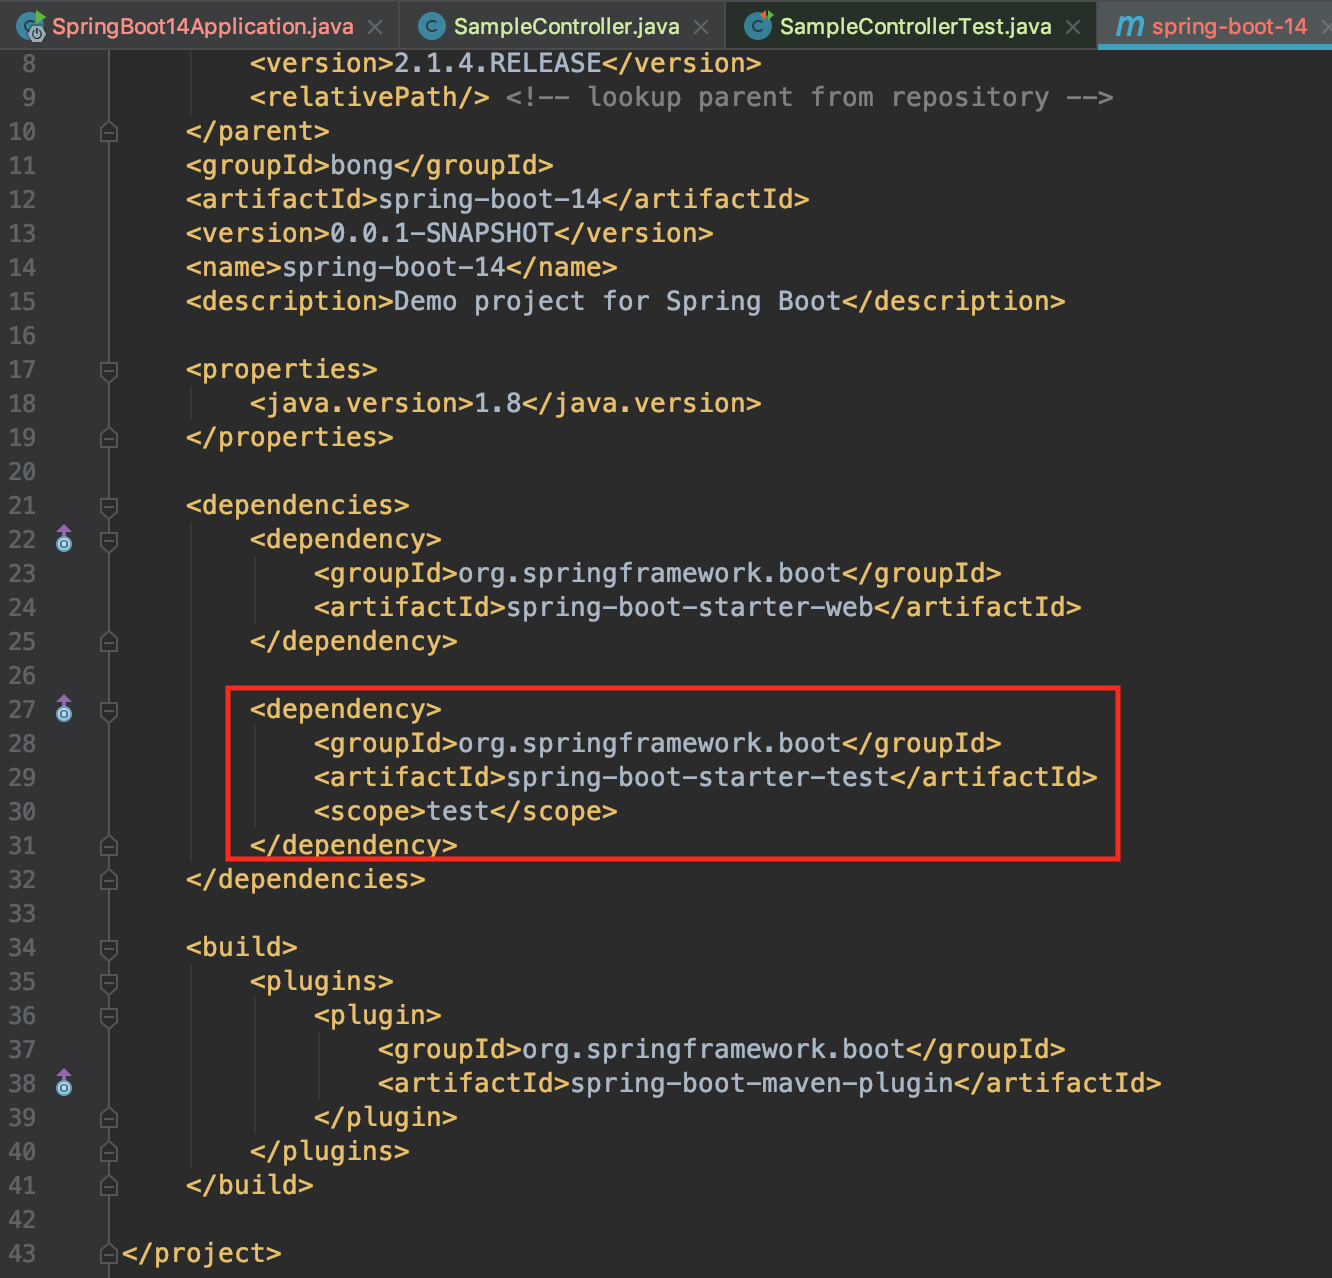 SpringBoot14Application.java SampleController.java SampleControllerTest.java m spring-boot-14
8 <version>2.1.4.RELEASE</version>
9 <relativePath/> <!-- lookup parent from repository -->
10 </parent>
11 <groupId>bong</groupId>
12 <artifactId>spring-boot-14</artifactId>
13 <version>0.0.1-SNAPSHOT</version>
14 <name>spring-boot-14</name>
15 <description>Demo project for Spring Boot</description>
16
17 <properties>
18 <java.version>1.8</java.version>
19 </properties>
20
21 <dependencies>
22 <dependency>
23 <groupId>org.springframework.boot</groupId>
24 <artifactId>spring-boot-starter-web</artifactId>
25 </dependency>
26
27 <dependency>
28 <groupId>org.springframework.boot</groupId>
29 <artifactId>spring-boot-starter-test</artifactId>
30 <scope>test</scope>
31 </dependency>
32 </dependencies>
33
34 <build>
35 <plugins>
36 <plugin>
37 <groupId>org.springframework.boot</groupId>
38 <artifactId>spring-boot-maven-plugin</artifactId>
39 </plugin>
40 </plugins>
41 </build>
42
43 </project>